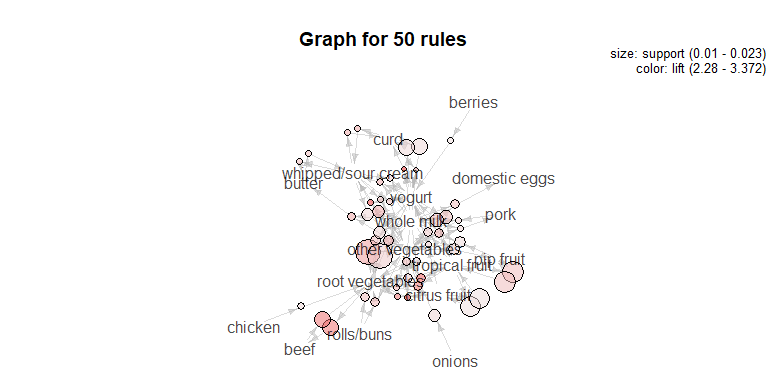 Graph for 50 rules
size: support (0.01 - 0.023)
color: lift (2.28 - 3.372)
berries
curd
whipped/sour cream
butter
domestic eggs
yogurt
pork
whole milk
other vegetables
pip fruit
tropical fruit
root vegetables
citrus fruit
chicken
rolls/buns
beef
onions